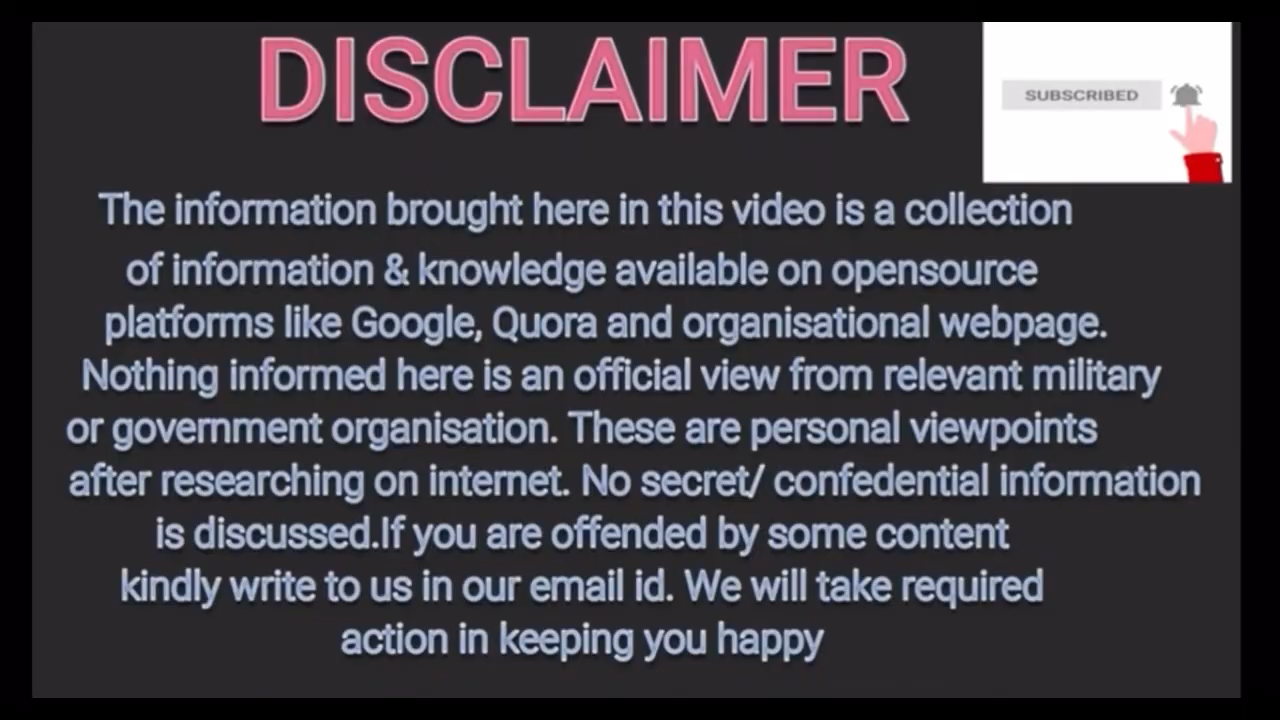 DISCLAIMER
SUBSCRIBED
The information brought here in this video is a collection
of information & knowledge available on opensource
platforms like Google, Quora and organisational webpage.
Nothing informed here is an official view from relevant military
or government organisation. These are personal viewpoints
after researching on internet. No secret/ confedential information
is discussed.If you are offended by some content
kindly write to us in our email id. We will take required
action in keeping you happy